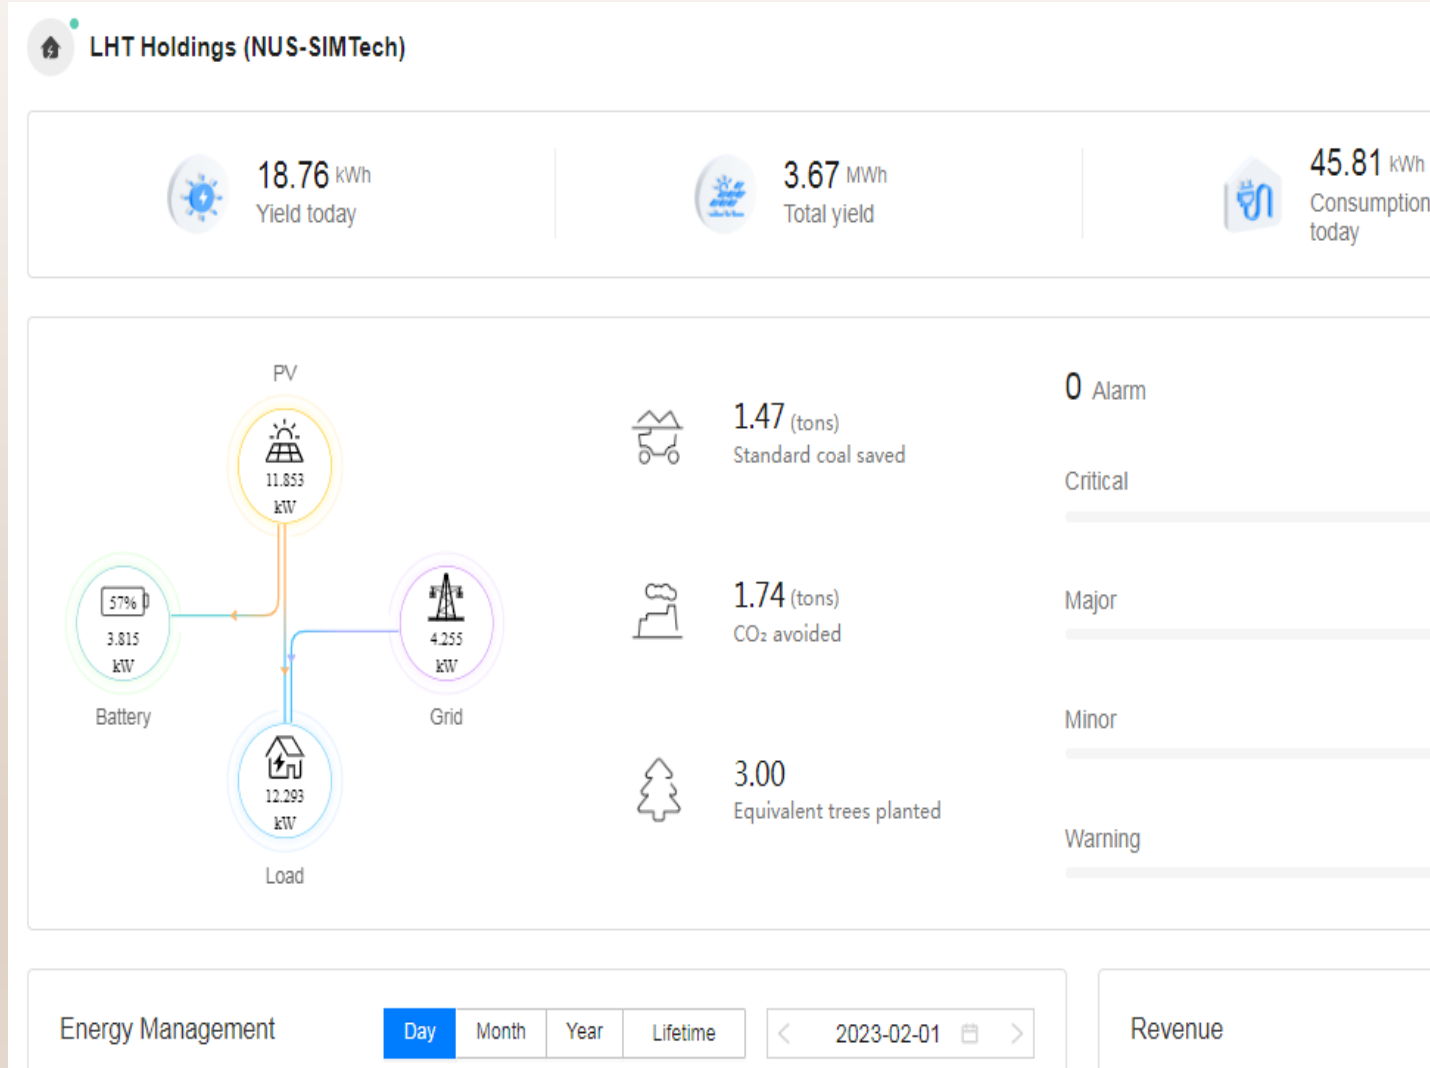 LHT Holdings (NUS-SIMTech)
18.76 kWh
Yield today
3.67 MWh
Total yield
45.81 kWh
Consumption
today
PV
11.853
kW
57%
3.815
kW
Battery
4.255
kW
Grid
12.293
kW
Load
1.47 (tons)
Standard coal saved
1.74 (tons)
CO₂ avoided
3.00
Equivalent trees planted
0 Alarm
Critical
Major
Minor
Warning
Energy Management
Day Month Year Lifetime
2023-02-01
Revenue